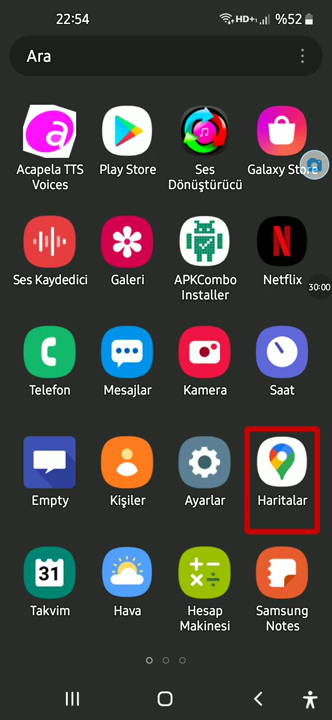 22:54
HD+
%52
Ara
Acapela TTS
Voices
Play Store
Ses
Dönüştürücü
Galaxy Store
Ses Kaydedici
Galeri
APKCombo
Installer
Netflix
30:00
Telefon
Mesajlar
Kamera
Saat
Empty
Kişiler
Ayarlar
Haritalar
31
Takvim
Hava
Hesap
Makinesi
Samsung
Notes